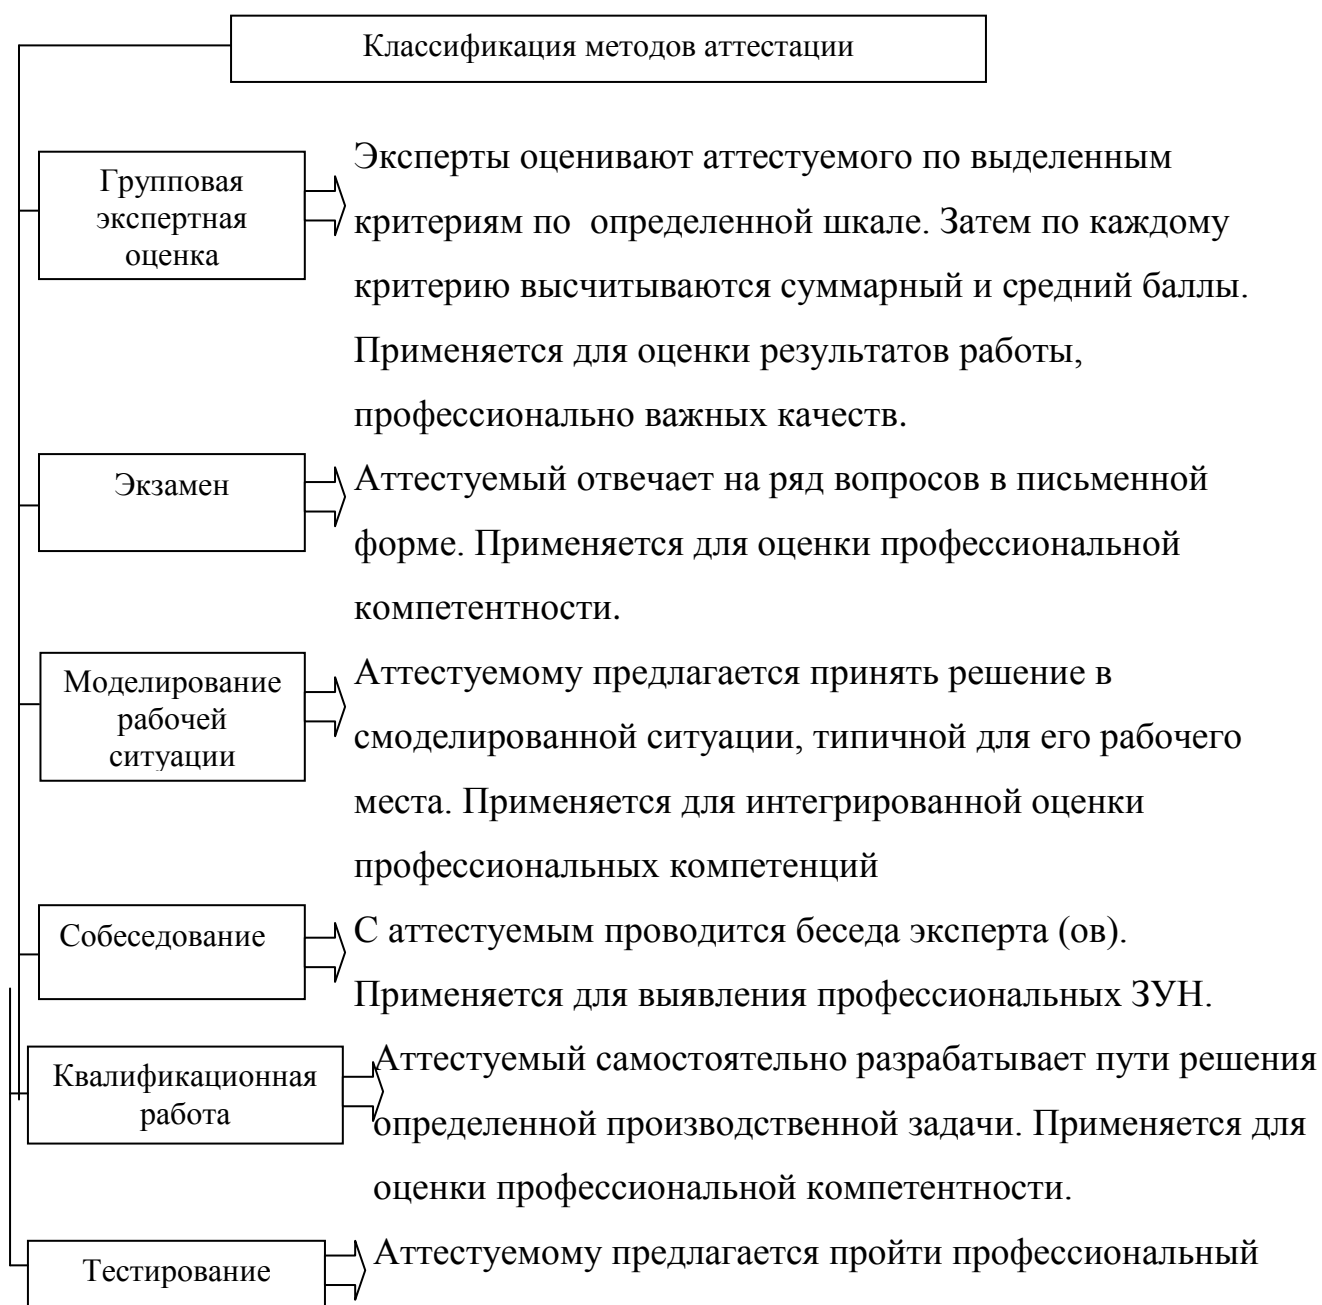 Классификация методов аттестации
Групповая
экспертная
оценка
Эксперты оценивают аттестуемого по выделенным
критериям по определенной шкале. Затем по каждому
критерию высчитываются суммарный и средний баллы.
Применяется для оценки результатов работы,
профессионально важных качеств.
Экзамен
Аттестуемый отвечает на ряд вопросов в письменной
форме. Применяется для оценки профессиональной
компетентности.
Моделирование
рабочей
ситуации
Аттестуемому предлагается принять решение в
смоделированной ситуации, типичной для его рабочего
места. Применяется для интегрированной оценки
профессиональных компетенций
Собеседование
С аттестуемым проводится беседа эксперта (ов).
Применяется для выявления профессиональных ЗУН.
Квалификационная
работа
Аттестуемый самостоятельно разрабатывает пути решения
определенной производственной задачи. Применяется для
оценки профессиональной компетентности.
Тестирование
Аттестуемому предлагается пройти профессиональный